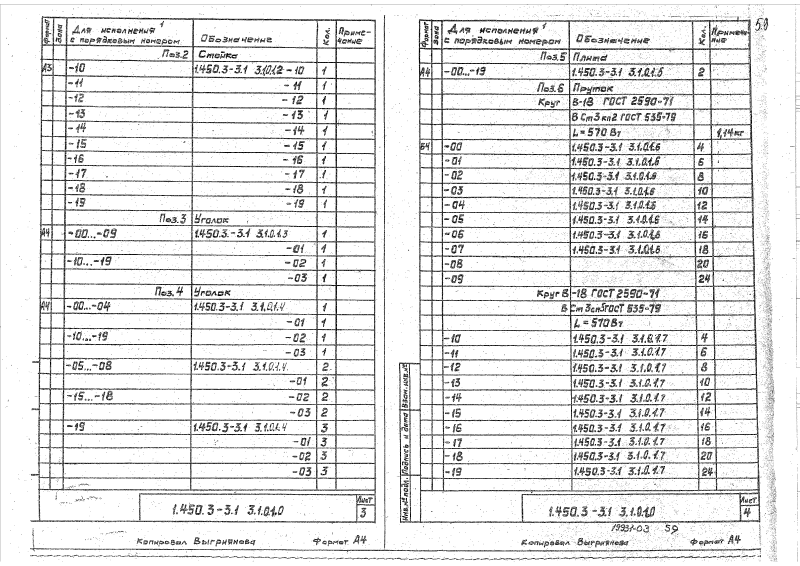 Формат
Зона
Для исполнения¹ с порядковым номером
Обозначение
Кол.
Приме-чание
Поз.2 Стойка
А3 -10 1.450.3-3.1 3.1.0.1.2-10 1
-11 -11 1
-12 -12 1
-13 -13 1
-14 -14 1
-15 -15 1
-16 -16 1
-17 -17 1
-18 -18 1
-19 -19 1
Поз.3 Уголок
А4 -00...-09 1.450.3.-3.1 3.1.0.1.3 1
-01 1
-10...-19 -02 1
-03 1
Поз.4 Уголок
А4 -00...-04 1.450.3-3.1 3.1.0.1.4 1
-01 1
-10...-19 -02 1
-03 1
-05...-08 1.450.3-3.1 3.1.0.1.4. 2
-01 2
-15...-18 -02 2
-03 2
-19 1.450.3-3.1 3.1.0.1.4 3
-01 3
-02 3
-03 3
1.450.3-3.1 3.1.0.1.0
Лист
3
Копировал Выгриянова Формат А4
Формат
Зона
Для исполнения¹ с порядковым номером
Обозначение
Кол.
Примеча-ние
Поз.5 Плита
А4 -00...-19 1.450.3-3.1 3.1.0.1.5 2
Поз.6 Пруток
Круг В-18 ГОСТ 2590-71
ВСт3кп2 ГОСТ 535-79
L=570 Вт 1,14кг
Б4 -00 1.450.3-3.1 3.1.0.1.6 4
-01 1.450.3-3.1 3.1.0.1.6 6
-02 1.450.3-3.1 3.1.0.1.6 8
-03 1.450.3-3.1 3.1.0.1.6 10
-04 1.450.3-3.1 3.1.0.1.6 12
-05 1.450.3-3.1 3.1.0.1.6 14
-06 1.450.3-3.1 3.1.0.1.6 16
-07 1.450.3-3.1 3.1.0.1.6 18
-08 20
-09 24
Круг В-18 ГОСТ 2590-71
ВСт3сп5 ГОСТ 535-79
L=570Вт
-10 1.450.3-3.1 3.1.0.1.7 4
-11 1.450.3-3.1 3.1.0.1.7 6
-12 1.450.3-3.1 3.1.0.1.7 8
-13 1.450.3-3.1 3.1.0.1.7 10
-14 1.450.3-3.1 3.1.0.1.7 12
-15 1.450.3-3.1 3.1.0.1.7 14
-16 1.450.3-3.1 3.1.0.1.7 16
-17 1.450.3-3.1 3.1.0.1.7 18
-18 1.450.3-3.1 3.1.0.1.7 20
-19 1.450.3-3.1 3.1.0.1.7 24
Инв.№ подл. Подпись и дата Взам.инв.№
1.450.3-3.1 3.1.0.1.0
Лист
4
19931-03 59
Копировал Выгриянова Формат А4